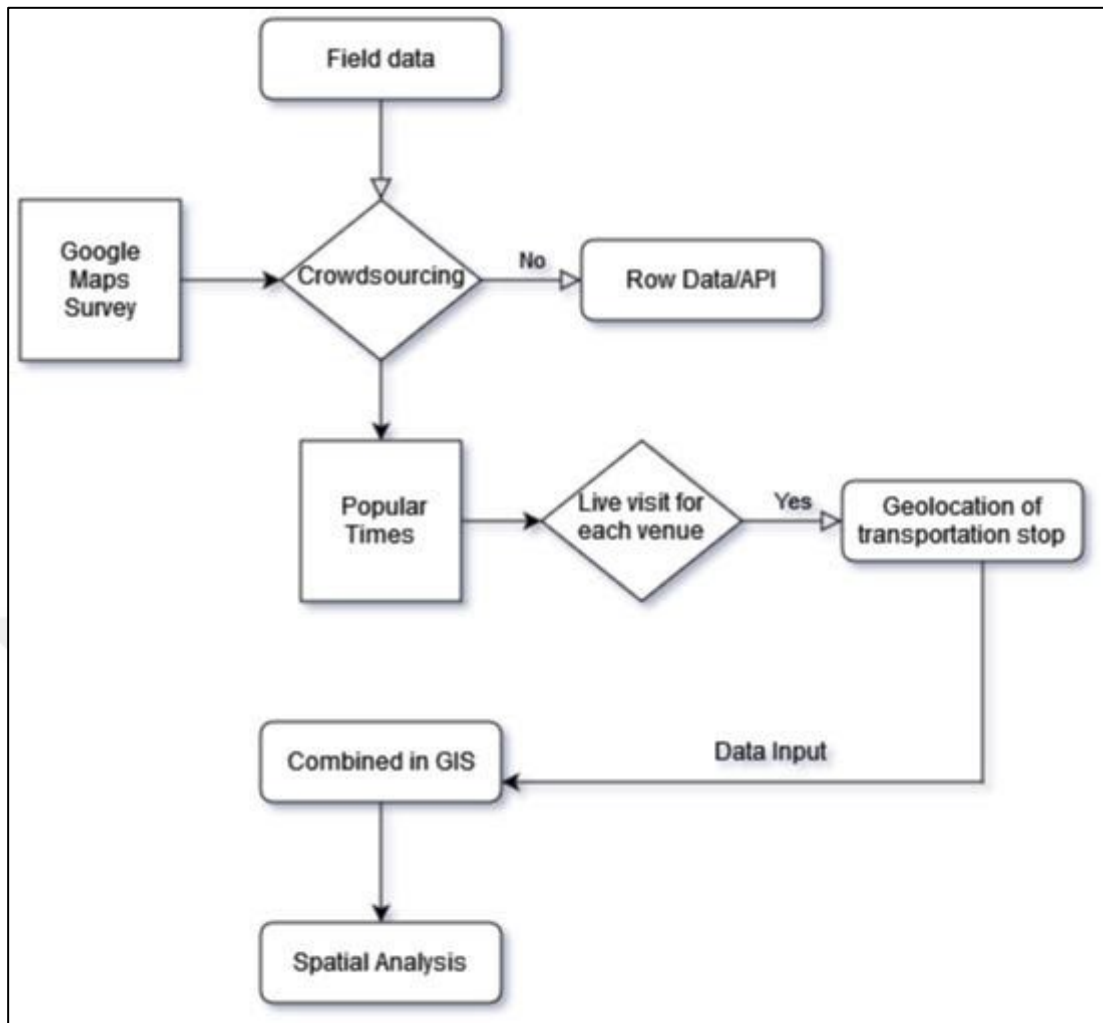 Field data
Google
Maps
Survey
Crowdsourcing
No
Row Data/API
Popular
Times
Live visit for
each venue
Yes
Geolocation of
transportation stop
Data Input
Combined in GIS
Spatial Analysis